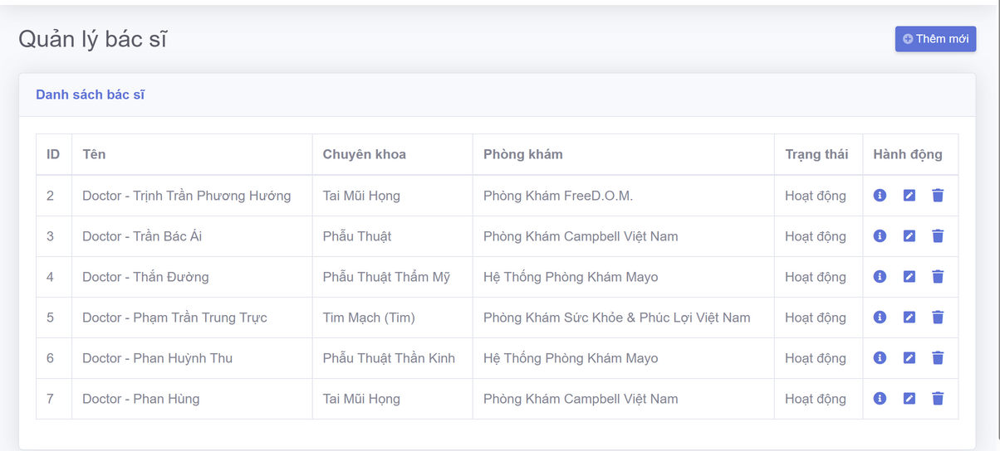 Quản lý bác sĩ
Thêm mới
Danh sách bác sĩ
ID Tên Chuyên khoa Phòng khám Trạng thái Hành động
2 Doctor - Trịnh Trần Phương Hướng Tai Mũi Họng Phòng Khám FreeD.O.M. Hoạt động
3 Doctor - Trần Bác Ái Phẫu Thuật Phòng Khám Campbell Việt Nam Hoạt động
4 Doctor - Thắn Đường Phẫu Thuật Thẩm Mỹ Hệ Thống Phòng Khám Mayo Hoạt động
5 Doctor - Phạm Trần Trung Trực Tim Mạch (Tim) Phòng Khám Sức Khỏe & Phúc Lợi Việt Nam Hoạt động
6 Doctor - Phan Huỳnh Thu Phẫu Thuật Thần Kinh Hệ Thống Phòng Khám Mayo Hoạt động
7 Doctor - Phan Hùng Tai Mũi Họng Phòng Khám Campbell Việt Nam Hoạt động